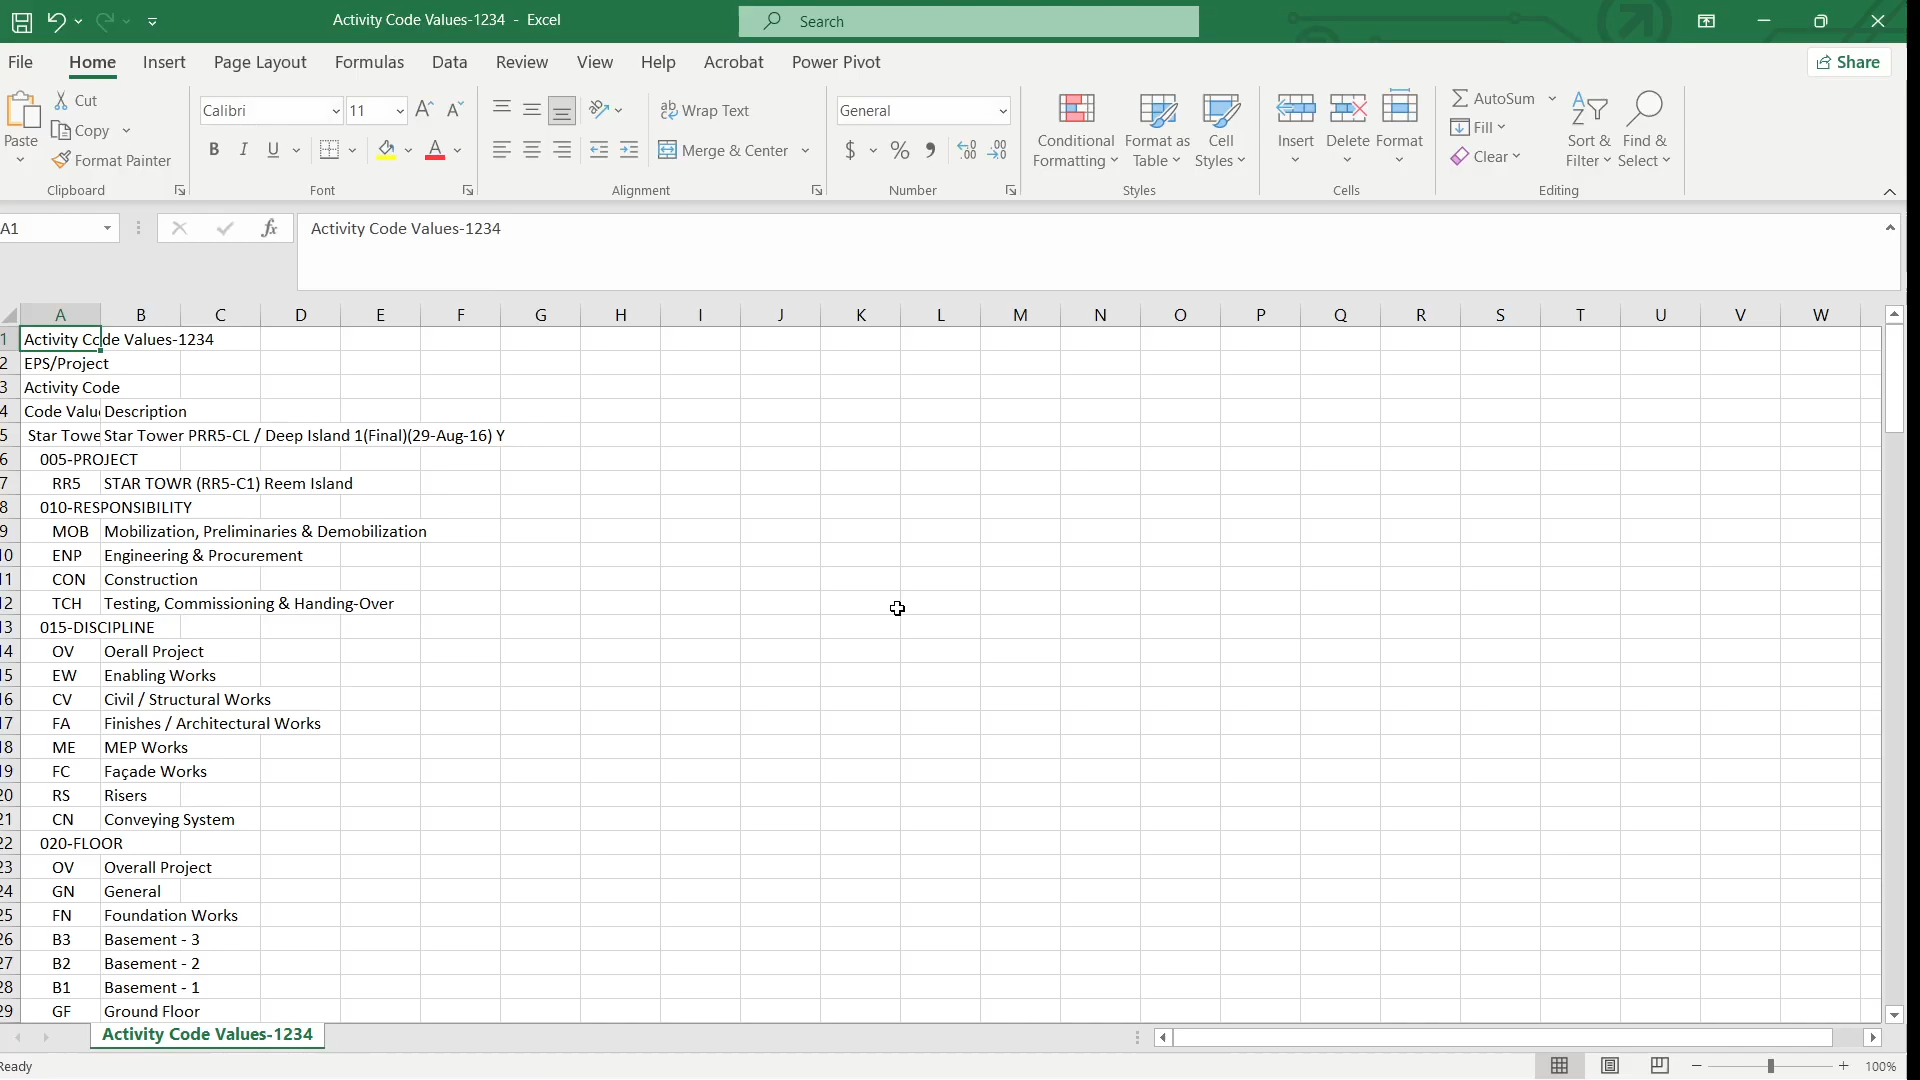 Activity Code Values-1234 - Excel
Search
File Home Insert Page Layout Formulas Data Review View Help Acrobat Power Pivot
Share
Paste
Cut
Copy
Format Painter
Clipboard
Calibri 11
B I U
Font
Wrap Text
Merge & Center
Alignment
General
$ %
Number
Conditional Formatting
Format as Table
Cell Styles
Styles
Insert Delete Format
Cells
AutoSum
Fill
Clear
Sort & Filter
Find & Select
Editing
A1
fx
Activity Code Values-1234
A B C D E F G H I J K L M N O P Q R S T U V W
1 Activity Code Values-1234
2 EPS/Project
3 Activity Code
4 Code Valu Description
5 Star Towe Star Tower PRR5-CL / Deep Island 1(Final)(29-Aug-16) Y
6 005-PROJECT
7 RR5 STAR TOWR (RR5-C1) Reem Island
8 010-RESPONSIBILITY
9 MOB Mobilization, Preliminaries & Demobilization
10 ENP Engineering & Procurement
11 CON Construction
12 TCH Testing, Commissioning & Handing-Over
13 015-DISCIPLINE
14 OV Oerall Project
15 EW Enabling Works
16 CV Civil / Structural Works
17 FA Finishes / Architectural Works
18 ME MEP Works
19 FC Façade Works
20 RS Risers
21 CN Conveying System
22 020-FLOOR
23 OV Overall Project
24 GN General
25 FN Foundation Works
26 B3 Basement - 3
27 B2 Basement - 2
28 B1 Basement - 1
29 GF Ground Floor
Activity Code Values-1234
Ready
100%